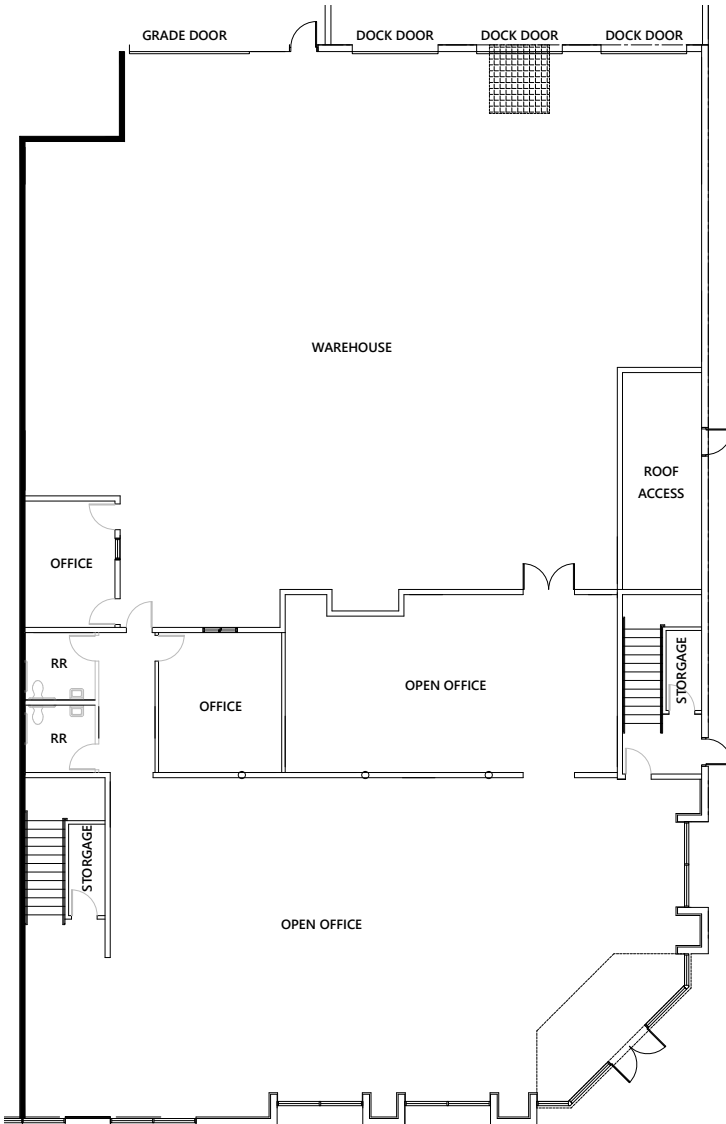 GRADE DOOR
DOCK DOOR
DOCK DOOR
DOCK DOOR
WAREHOUSE
ROOF
ACCESS
OFFICE
RR
OFFICE
OPEN OFFICE
STORGAGE
RR
STORGAGE
OPEN OFFICE